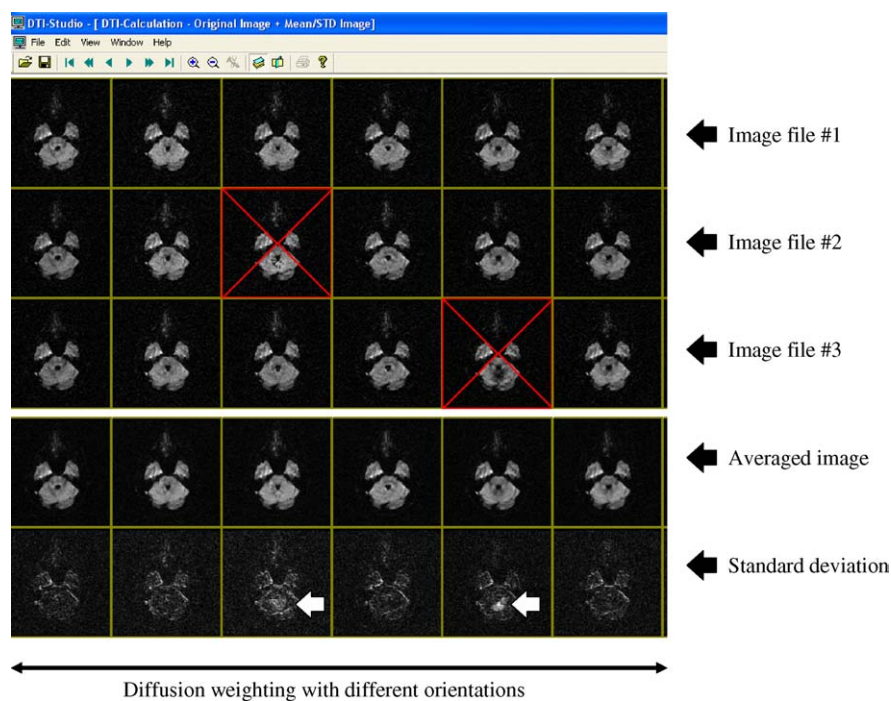 DTI-Studio - [ DTI-Calculation - Original Image + Mean/STD Image]
File Edit View Window Help
Image file #1
Image file #2
Image file #3
Averaged image
Standard deviation
Diffusion weighting with different orientations